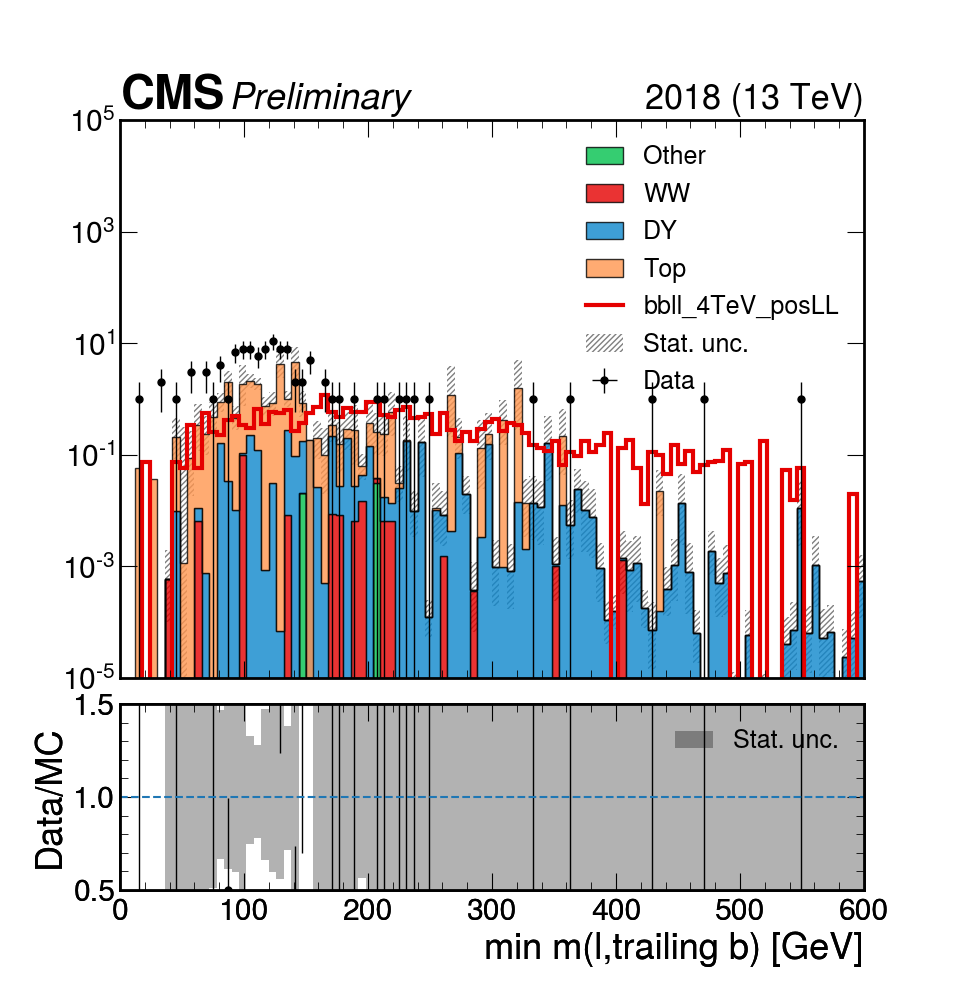 CMS Preliminary 2018 (13 TeV)
10^5
10^3
10^1
10^-1
10^-3
10^-5
Other
WW
DY
Top
bbll_4TeV_posLL
Stat. unc.
Data
1.5
1.0
0.5
Data/MC
Stat. unc.
0 100 200 300 400 500 600
min m(l,trailing b) [GeV]